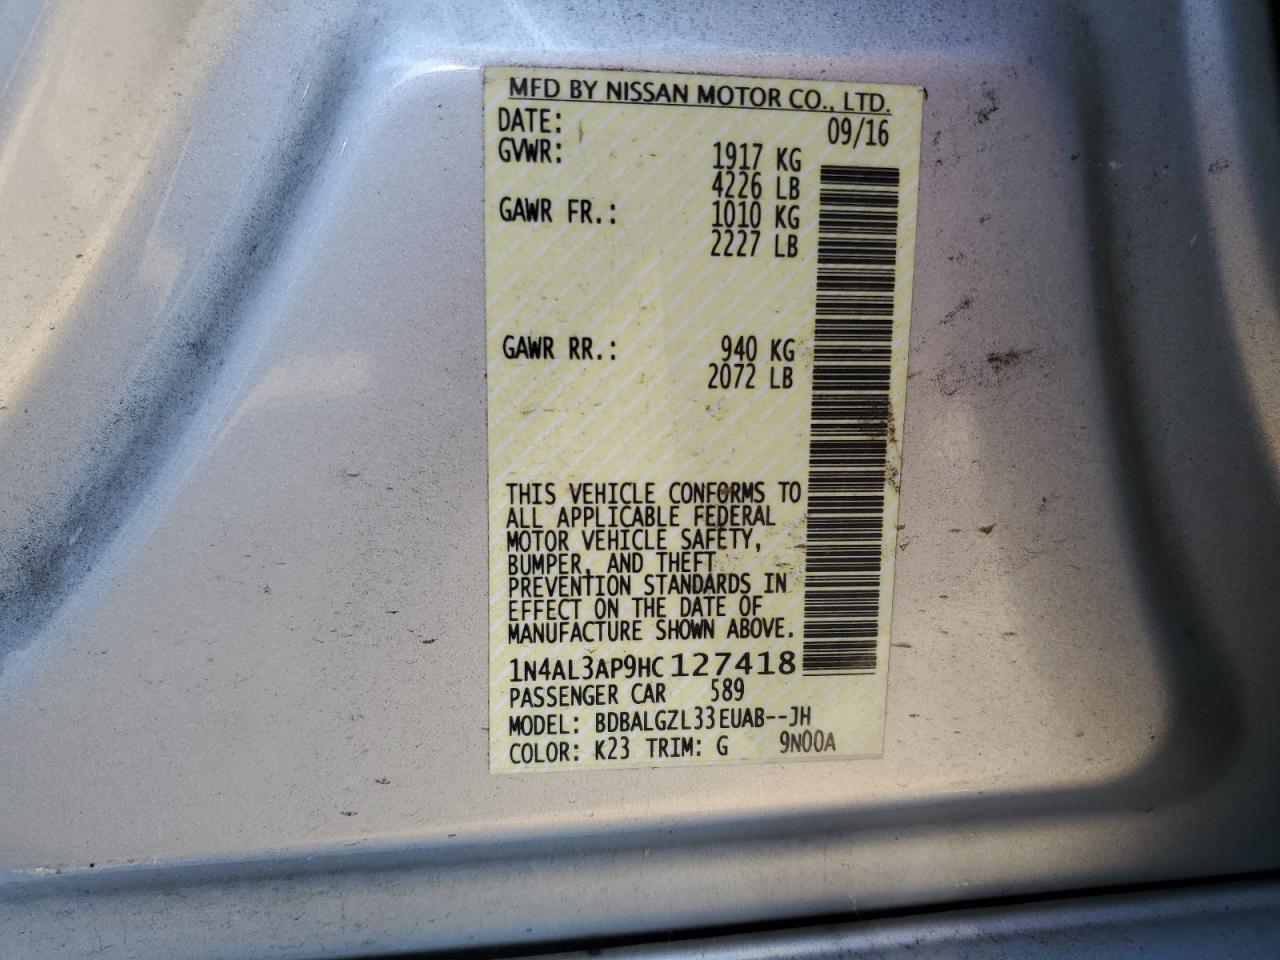 MFD BY NISSAN MOTOR CO., LTD.
DATE: 09/16
GVWR: 1917 KG
4226 LB
GAWR FR.: 1010 KG
2227 LB
GAWR RR.: 940 KG
2072 LB
THIS VEHICLE CONFORMS TO
ALL APPLICABLE FEDERAL
MOTOR VEHICLE SAFETY,
BUMPER, AND THEFT
PREVENTION STANDARDS IN
EFFECT ON THE DATE OF
MANUFACTURE SHOWN ABOVE.
1N4AL3AP9HC127418
PASSENGER CAR 589
MODEL: BDBALGZL33EUAB--JH
COLOR: K23 TRIM: G 9N00A